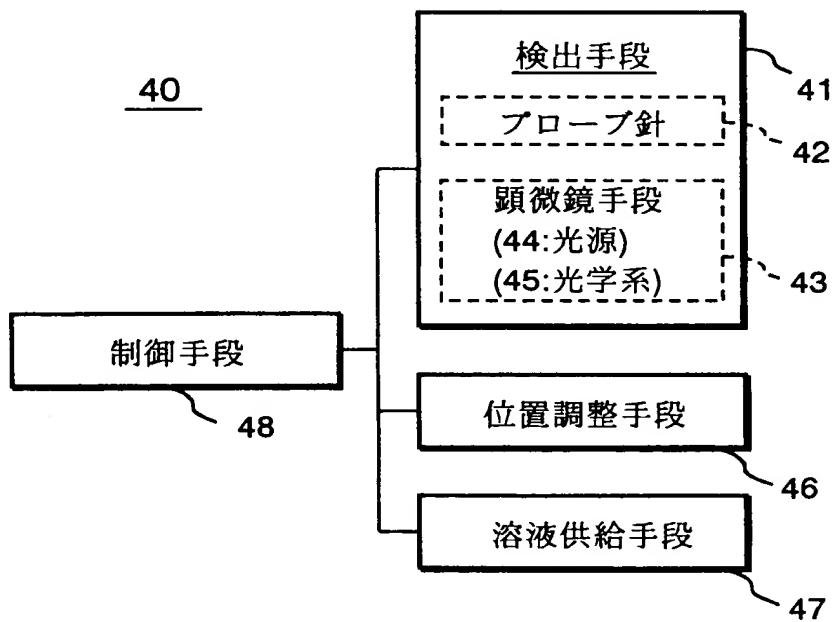 40
検出手段
41
プローブ針
42
顕微鏡手段
(44:光源)
(45:光学系)
43
制御手段
48
位置調整手段
46
溶液供給手段
47